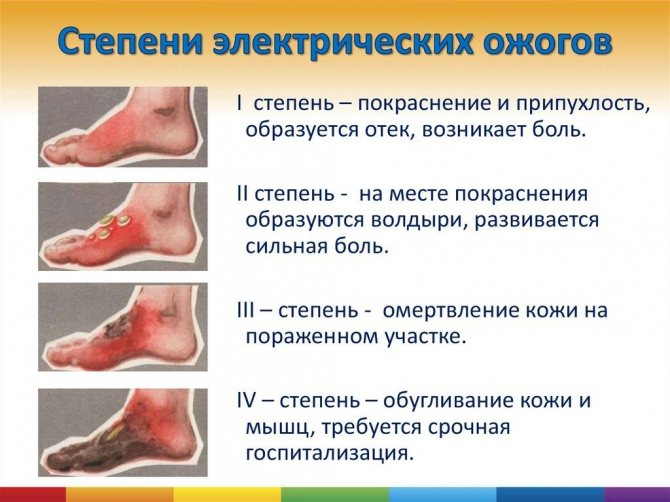 Степени электрических ожогов
I степень – покраснение и припухлость,
образуется отек, возникает боль.
II степень - на месте покраснения
образуются волдыри, развивается
сильная боль.
III – степень - омертвление кожи на
пораженном участке.
IV – степень – обугливание кожи и
мышц, требуется срочная
госпитализация.